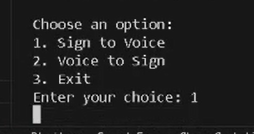 Choose an option:
1. Sign to Voice
2. Voice to Sign
3. Exit
Enter your choice: 1